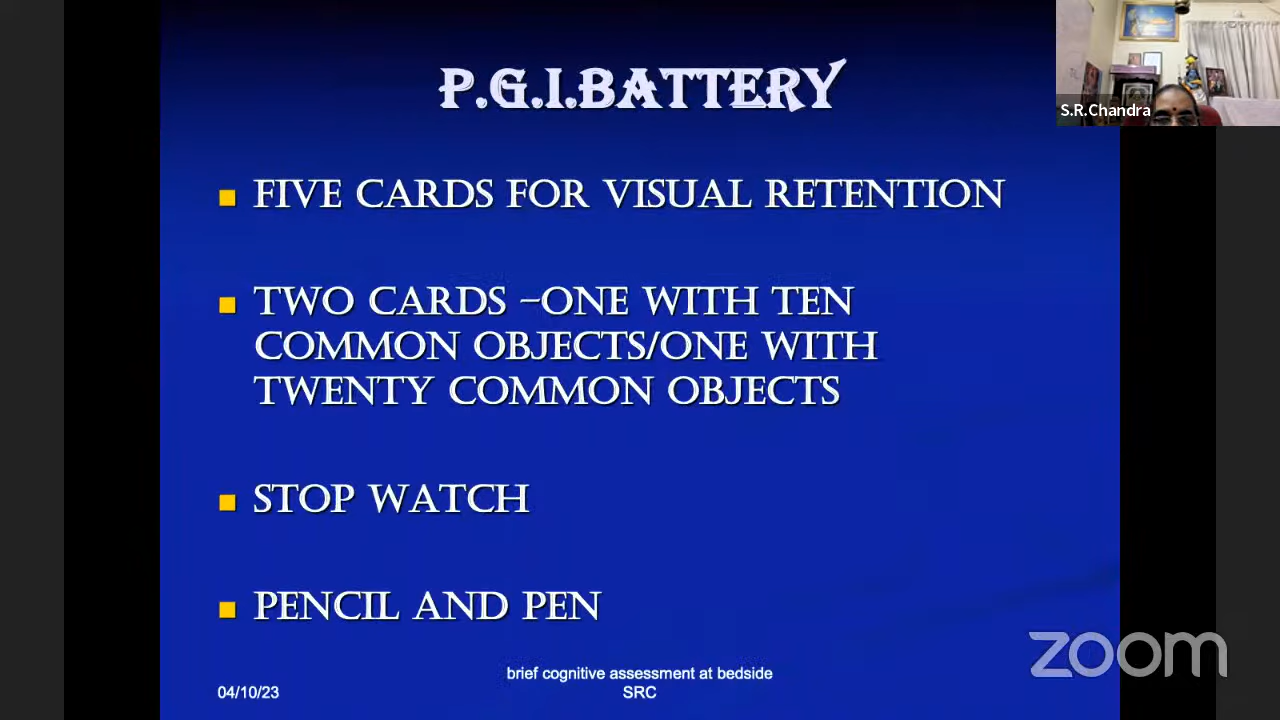 P.G.I.BATTERY
S.R.Chandra
FIVE CARDS FOR VISUAL RETENTION
TWO CARDS –ONE WITH TEN
COMMON OBJECTS/ONE WITH
TWENTY COMMON OBJECTS
STOP WATCH
PENCIL AND PEN
04/10/23
brief cognitive assessment at bedside
SRC
zoom